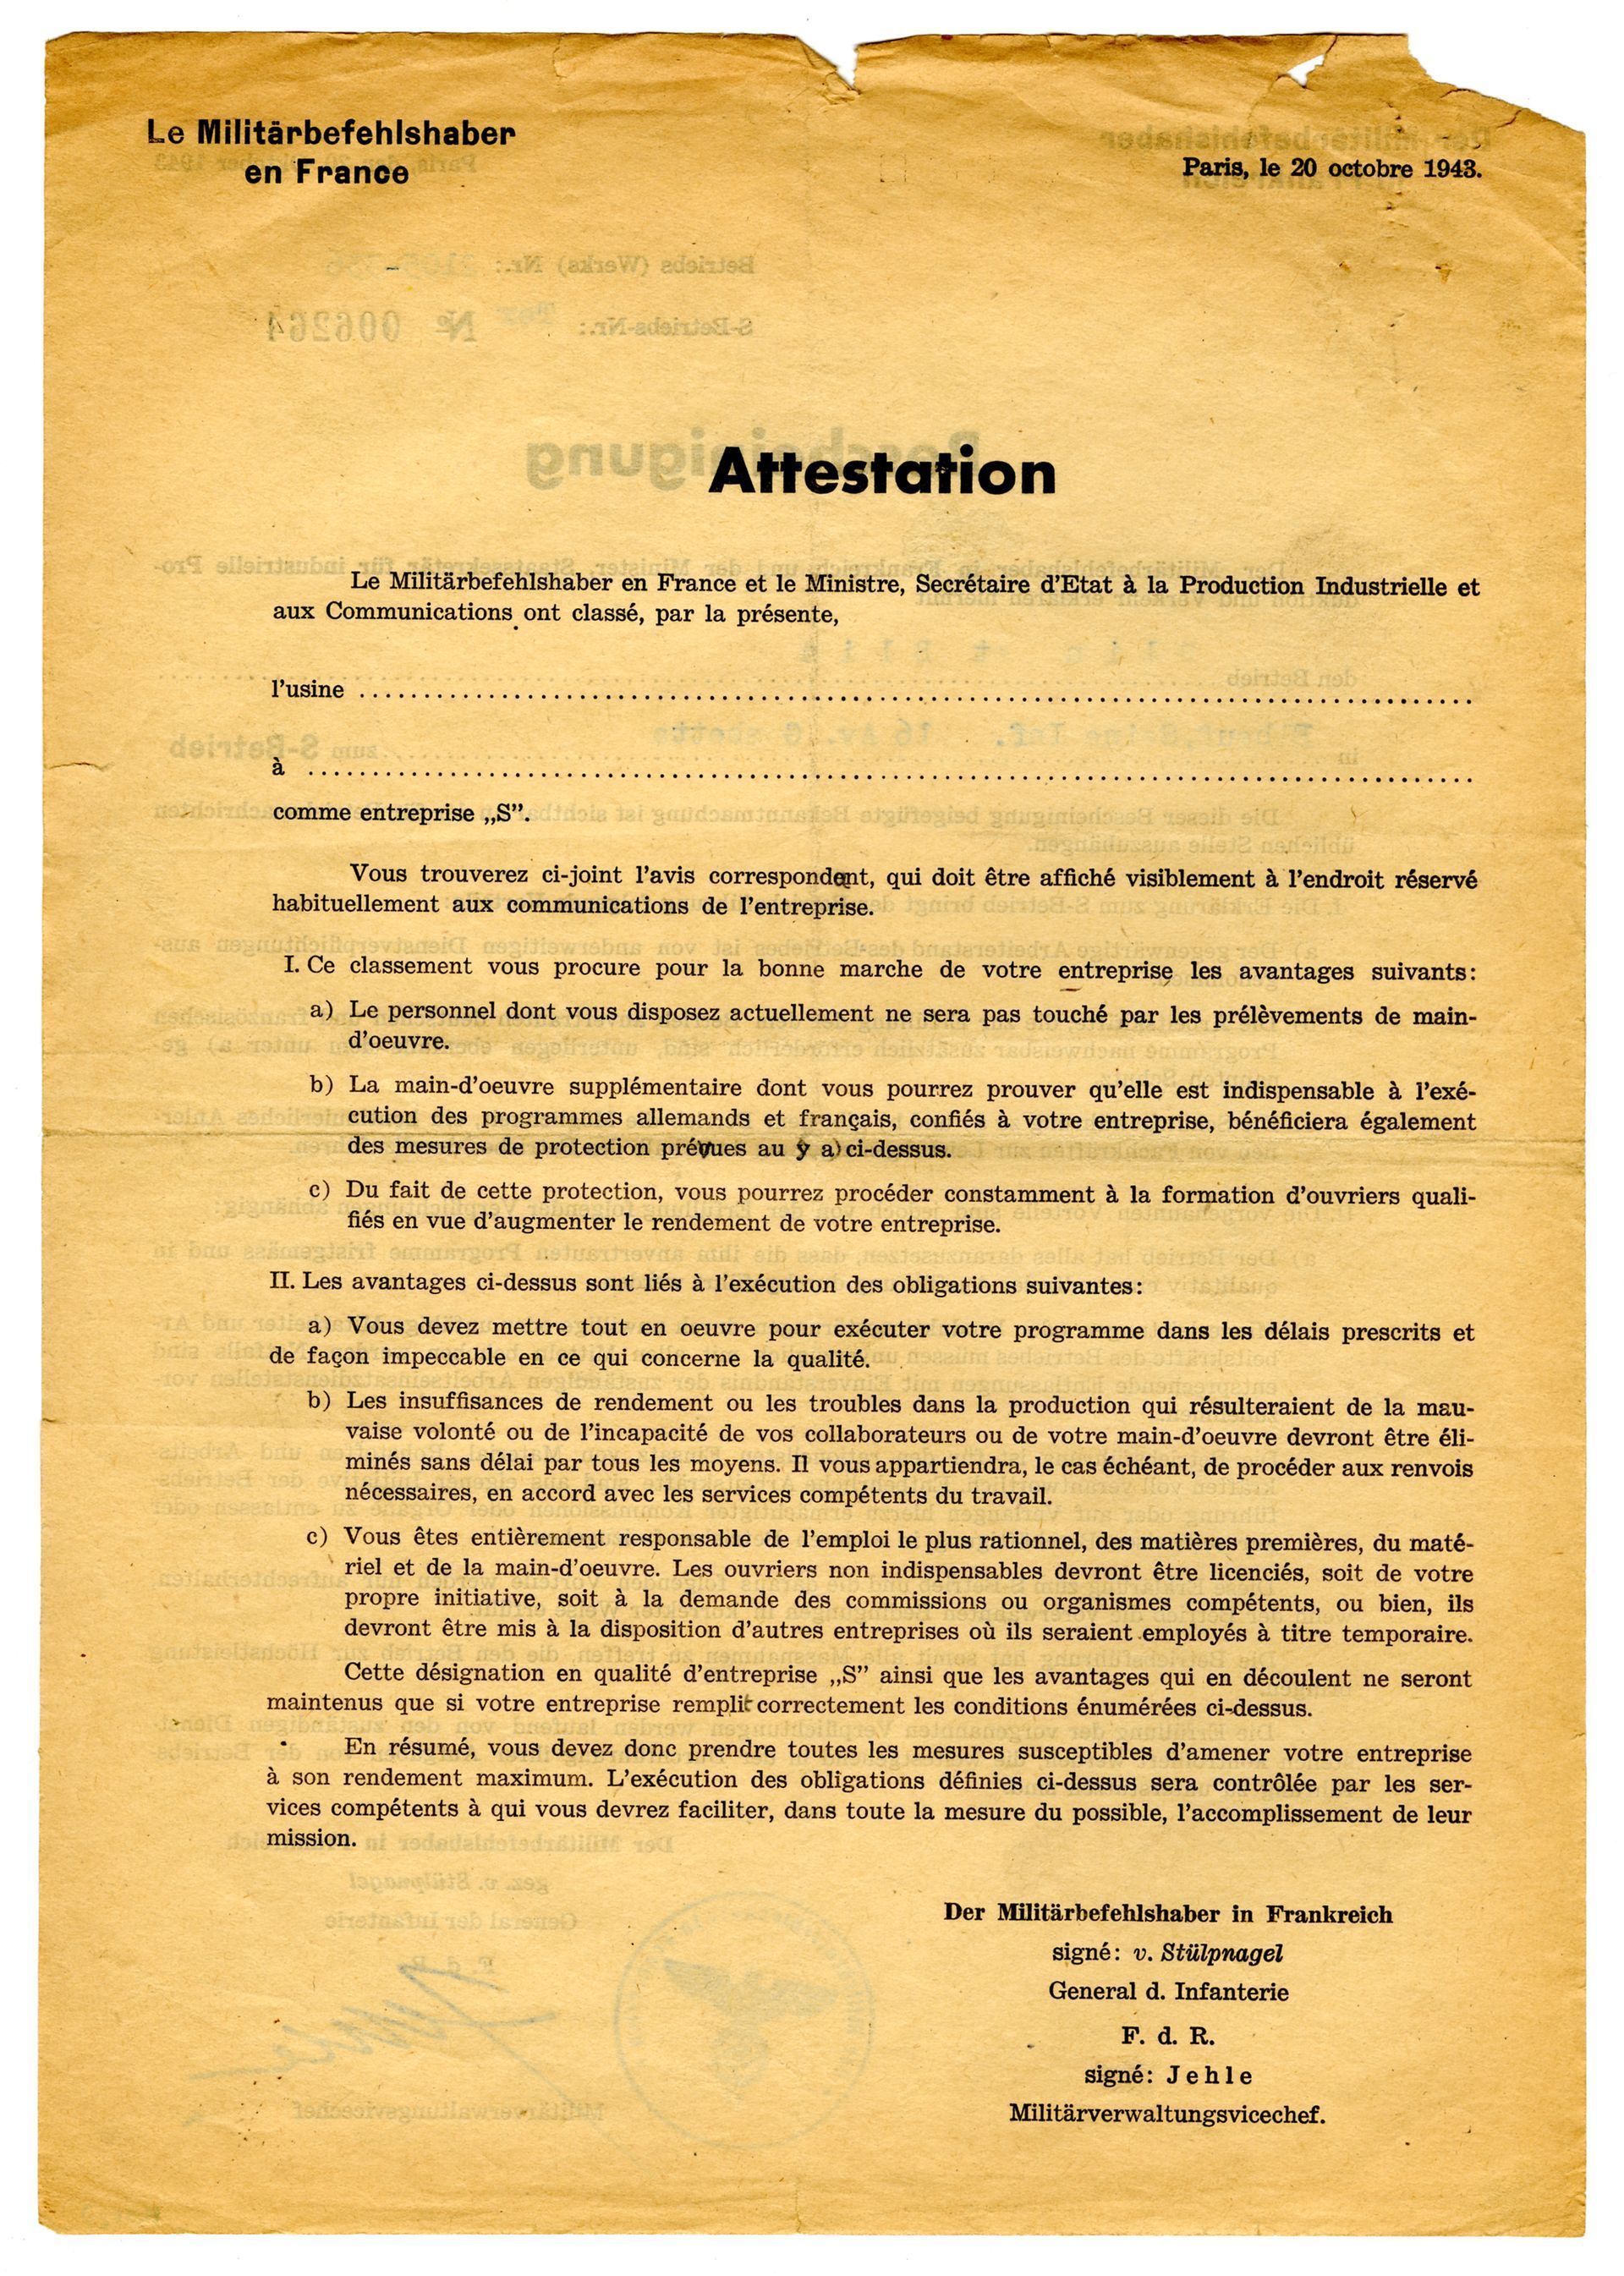 Le Militärbefehlshaber
en France
Paris, le 20 octobre 1943.
Attestation
Le Militärbefehlshaber en France et le Ministre, Secrétaire d'Etat à la Production Industrielle et
aux Communications ont classé, par la présente,
l'usine
à
comme entreprise „S”.
Vous trouverez ci-joint l'avis correspondant, qui doit être affiché visiblement à l'endroit réservé
habituellement aux communications de l'entreprise.
I. Ce classement vous procure pour la bonne marche de votre entreprise les avantages suivants:
a) Le personnel dont vous disposez actuellement ne sera pas touché par les prélèvements de main-
d'oeuvre.
b) La main-d'oeuvre supplémentaire dont vous pourrez prouver qu'elle est indispensable à l'exé-
cution des programmes allemands et français, confiés à votre entreprise, bénéficiera également
des mesures de protection prévues au a) ci-dessus.
c) Du fait de cette protection, vous pourrez procéder constamment à la formation d'ouvriers quali-
fiés en vue d'augmenter le rendement de votre entreprise.
II. Les avantages ci-dessus sont liés à l'exécution des obligations suivantes:
a) Vous devez mettre tout en oeuvre pour exécuter votre programme dans les délais prescrits et
de façon impeccable en ce qui concerne la qualité.
b) Les insuffisances de rendement ou les troubles dans la production qui résulteraient de la mau-
vaise volonté ou de l'incapacité de vos collaborateurs ou de votre main-d'oeuvre devront être éli-
minés sans délai par tous les moyens. Il vous appartiendra, le cas échéant, de procéder aux renvois
nécessaires, en accord avec les services compétents du travail.
c) Vous êtes entièrement responsable de l'emploi le plus rationnel, des matières premières, du maté-
riel et de la main-d'oeuvre. Les ouvriers non indispensables devront être licenciés, soit de votre
propre initiative, soit à la demande des commissions ou organismes compétents, ou bien, ils
devront être mis à la disposition d'autres entreprises où ils seraient employés à titre temporaire.
Cette désignation en qualité d'entreprise „S” ainsi que les avantages qui en découlent ne seront
maintenus que si votre entreprise remplit correctement les conditions énumérées ci-dessus.
En résumé, vous devez donc prendre toutes les mesures susceptibles d'amener votre entreprise
à son rendement maximum. L'exécution des obligations définies ci-dessus sera contrôlée par les ser-
vices compétents à qui vous devrez faciliter, dans toute la mesure du possible, l'accomplissement de leur
mission.
Der Militärbefehlshaber in Frankreich
signé: v. Stülpnagel
General d. Infanterie
F. d. R.
signé: Jehle
Militärverwaltungsvicechef.